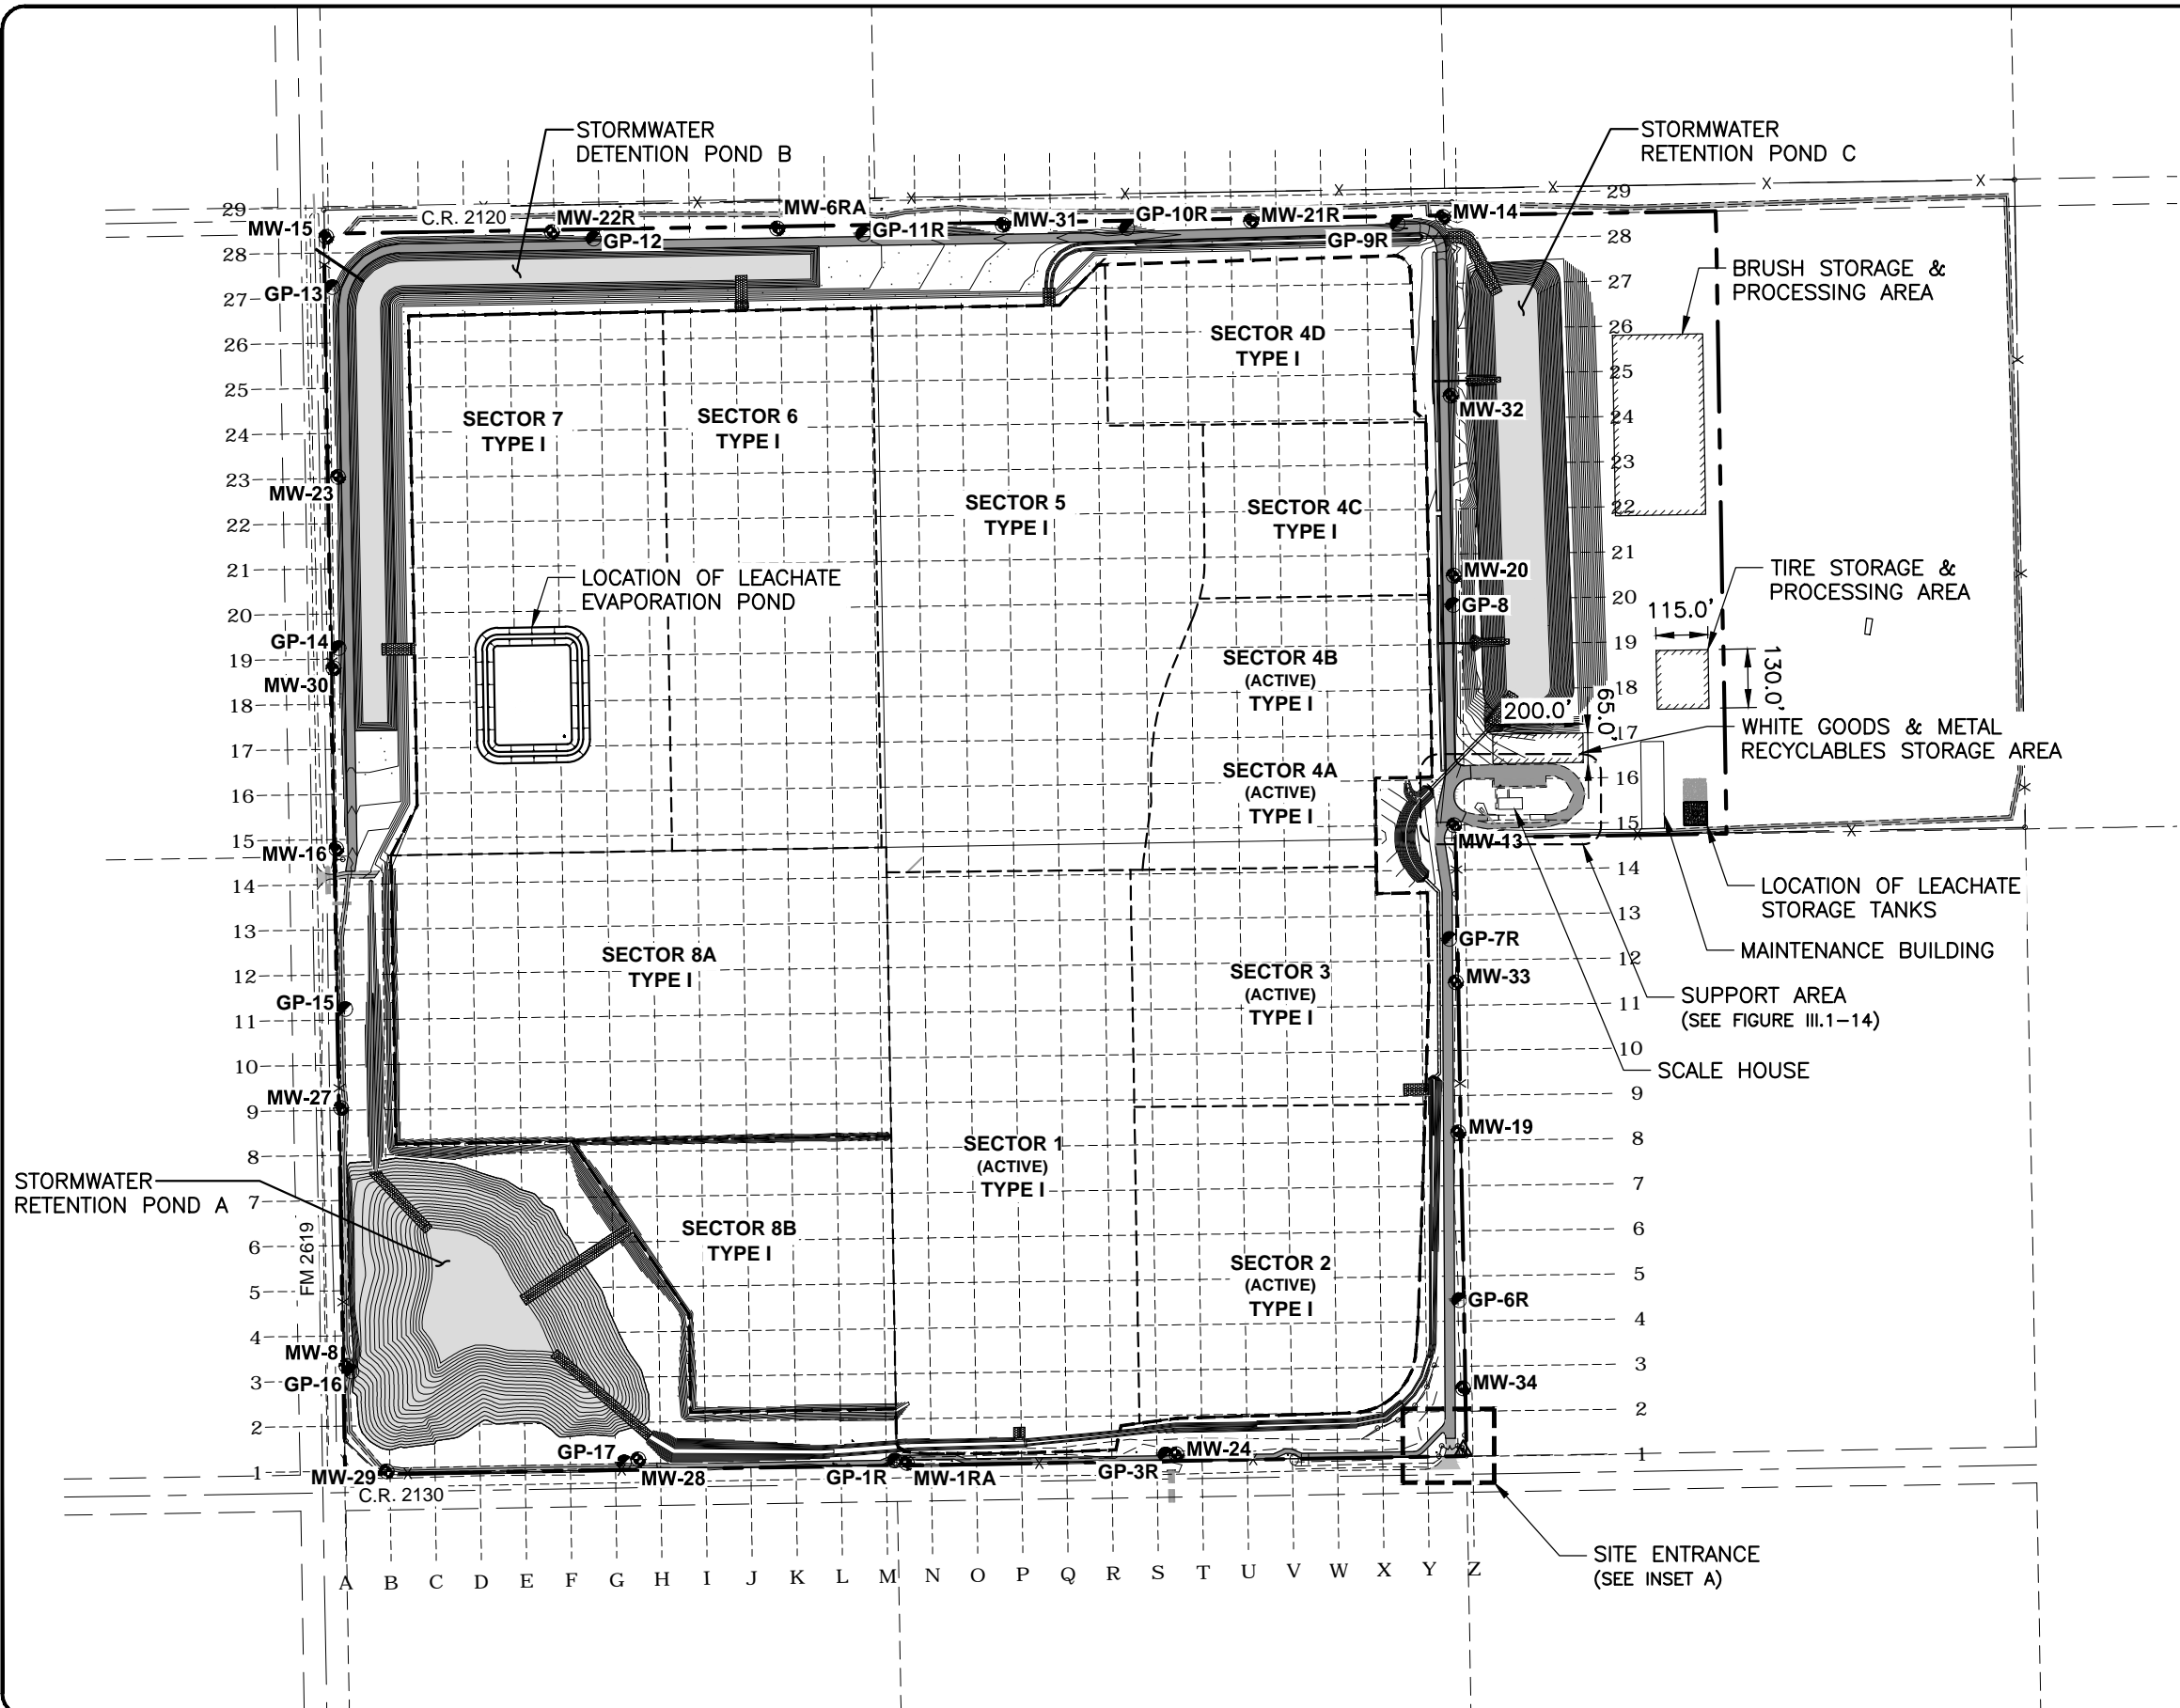 STORMWATER
DETENTION POND B
STORMWATER
RETENTION POND C
C.R. 2120
MW-15
MW-22R
GP-12
MW-6RA
GP-11R
MW-31
GP-10R
MW-21R
GP-9R
MW-14
GP-13
BRUSH STORAGE &
PROCESSING AREA
SECTOR 4D
TYPE I
SECTOR 7
TYPE I
SECTOR 6
TYPE I
MW-32
MW-23
SECTOR 5
TYPE I
SECTOR 4C
TYPE I
LOCATION OF LEACHATE
EVAPORATION POND
MW-20
GP-8
TIRE STORAGE &
PROCESSING AREA
115.0'
130.0'
GP-14
MW-30
SECTOR 4B
(ACTIVE)
TYPE I
200.0'
65.0'
WHITE GOODS & METAL
RECYCLABLES STORAGE AREA
SECTOR 4A
(ACTIVE)
TYPE I
MW-16
MW-13
LOCATION OF LEACHATE
STORAGE TANKS
MAINTENANCE BUILDING
SECTOR 8A
TYPE I
GP-7R
MW-33
SECTOR 3
(ACTIVE)
TYPE I
SUPPORT AREA
(SEE FIGURE III.1-14)
GP-15
SCALE HOUSE
MW-27
MW-19
SECTOR 1
(ACTIVE)
TYPE I
STORMWATER
RETENTION POND A
FM 2619
SECTOR 8B
TYPE I
SECTOR 2
(ACTIVE)
TYPE I
GP-6R
MW-8
GP-16
MW-34
GP-17
MW-29
C.R. 2130
MW-28
GP-1R
MW-1RA
GP-3R
MW-24
SITE ENTRANCE
(SEE INSET A)
29
28
27
26
25
24
23
22
21
20
19
18
17
16
15
14
13
12
11
10
9
8
7
6
5
4
3
2
1
29
28
27
26
25
24
23
22
21
20
19
18
17
16
15
14
13
12
11
10
9
8
7
6
5
4
3
2
1
A B C D E F G H I J K L M N O P Q R S T U V W X Y Z